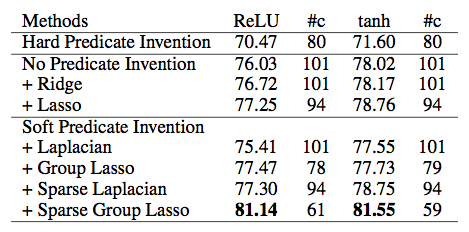 Methods ReLU #c tanh #c
Hard Predicate Invention 70.47 80 71.60 80
No Predicate Invention 76.03 101 78.02 101
+ Ridge 76.72 101 78.17 101
+ Lasso 77.25 94 78.76 94
Soft Predicate Invention
+ Laplacian 75.41 101 77.55 101
+ Group Lasso 77.47 78 77.73 79
+ Sparse Laplacian 77.30 94 78.75 94
+ Sparse Group Lasso 81.14 61 81.55 59